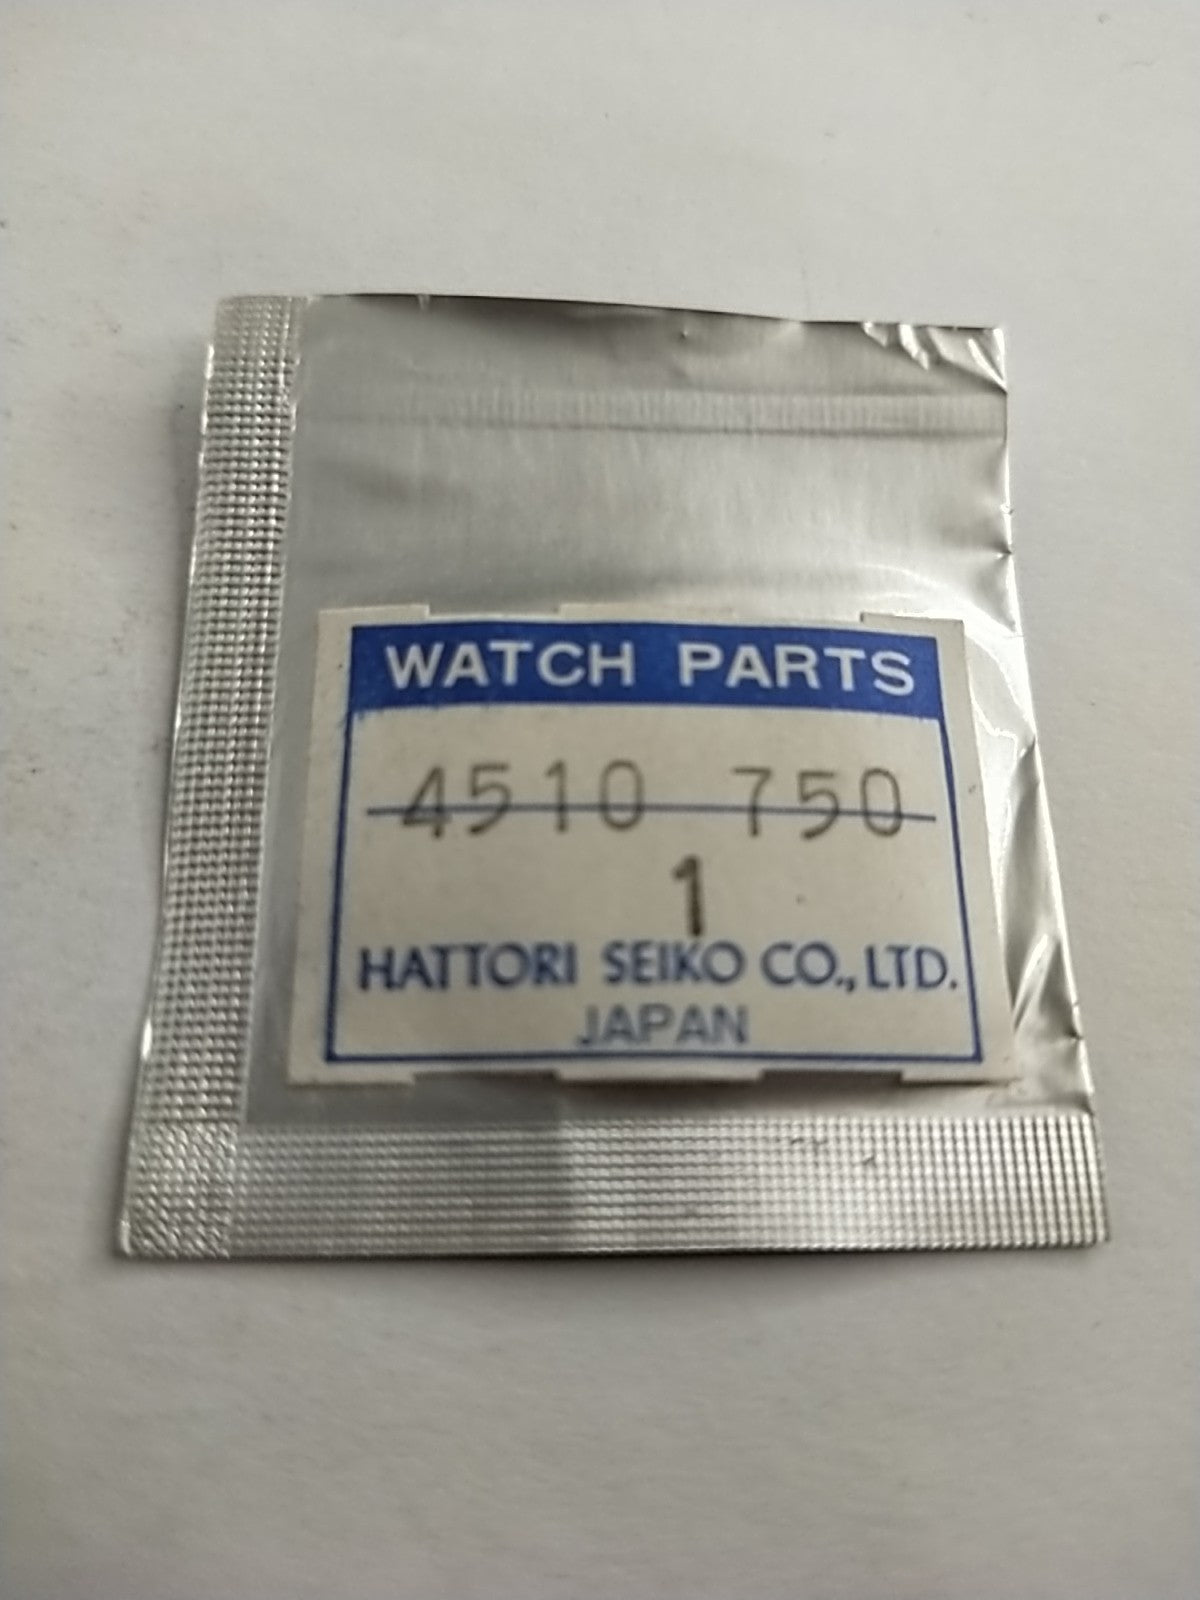 WATCH PARTS
4510 750
1
HATTORI SEIKO CO., LTD.
JAPAN